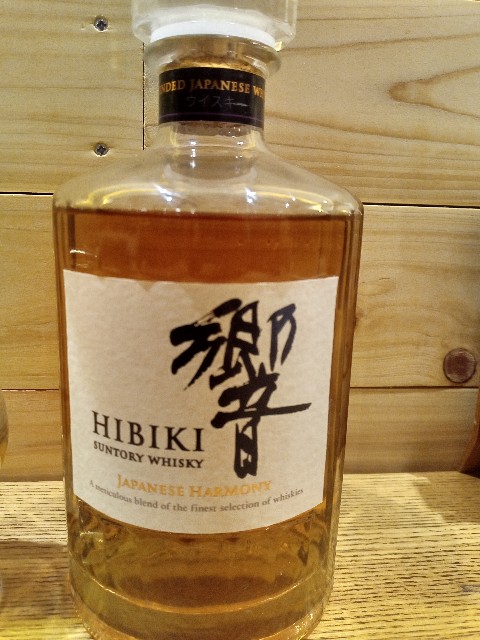 NDED JAPANESE WH
ウイスキー
響
HIBIKI
SUNTORY WHISKY
JAPANESE HARMONY
A meticulous blend of the finest selection of whiskies